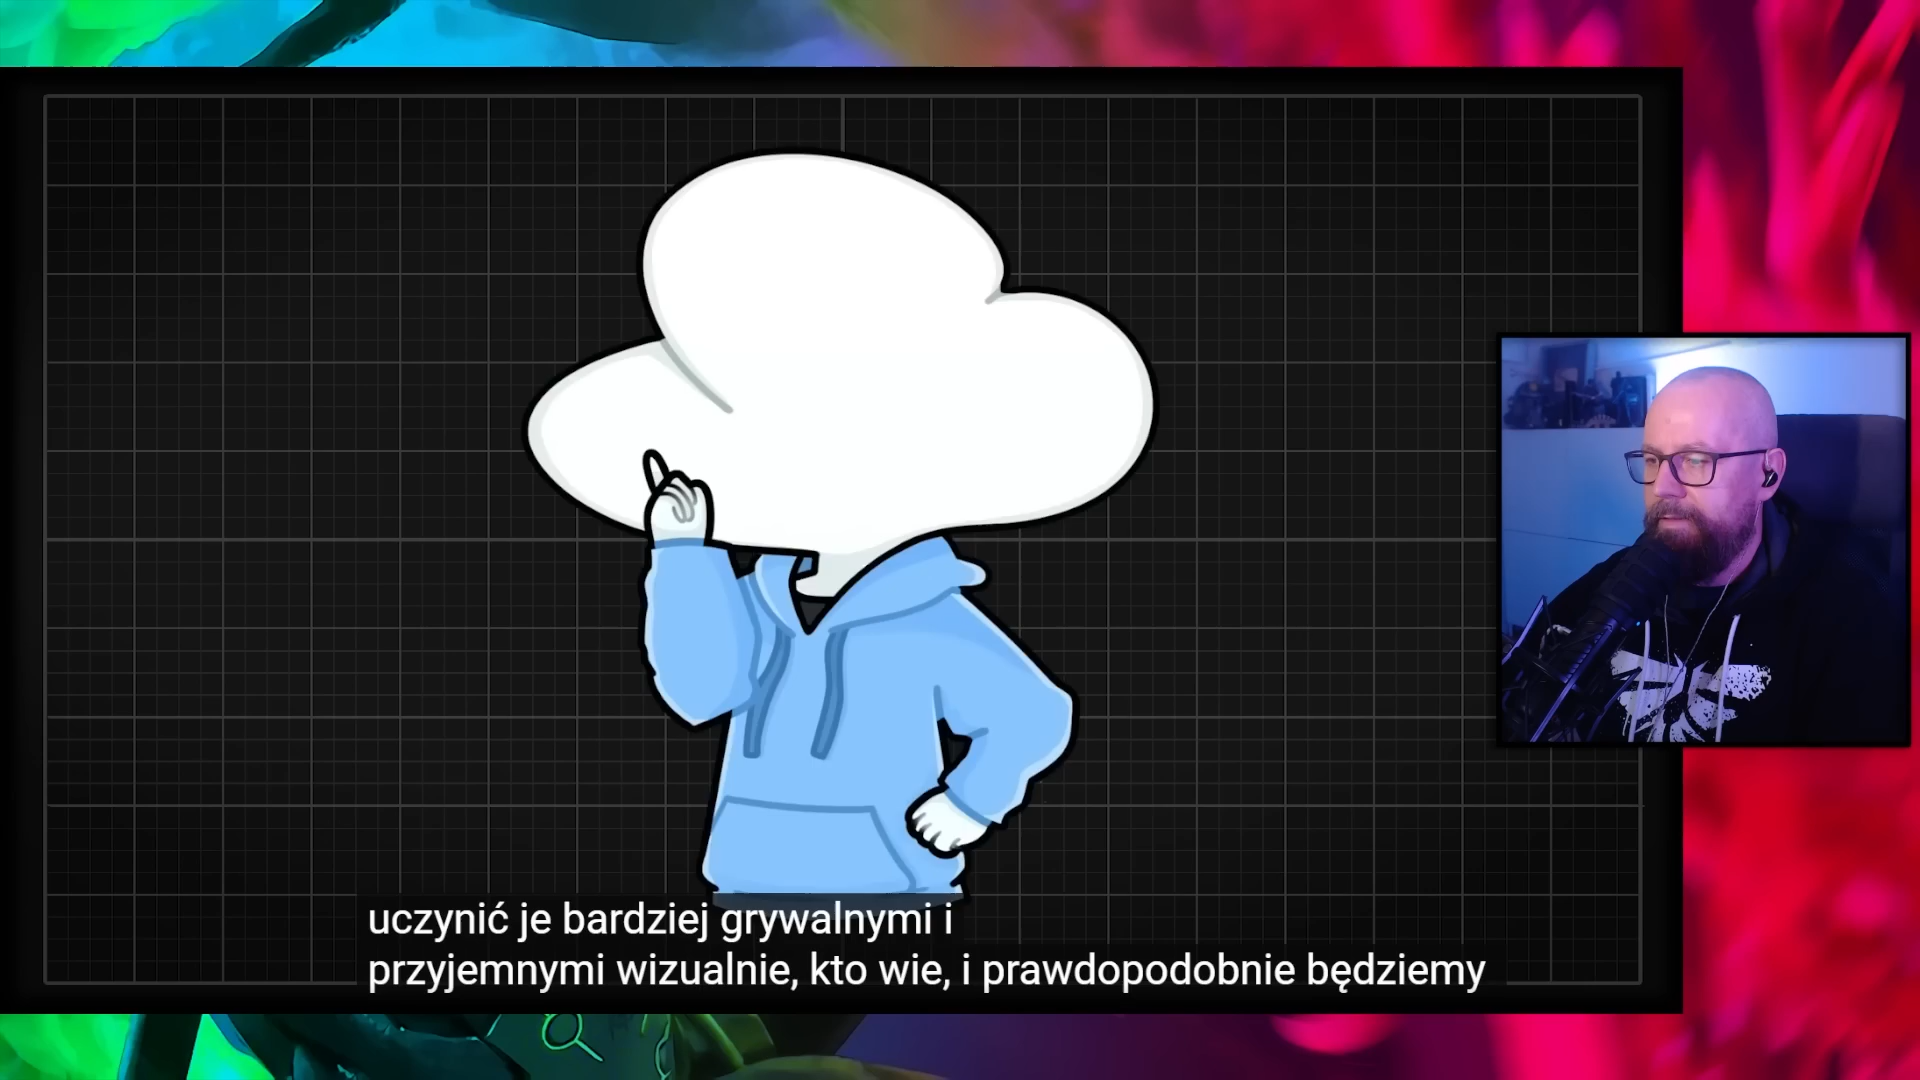 uczynić je bardziej grywalnymi i
przyjemnymi wizualnie, kto wie, i prawdopodobnie będziemy